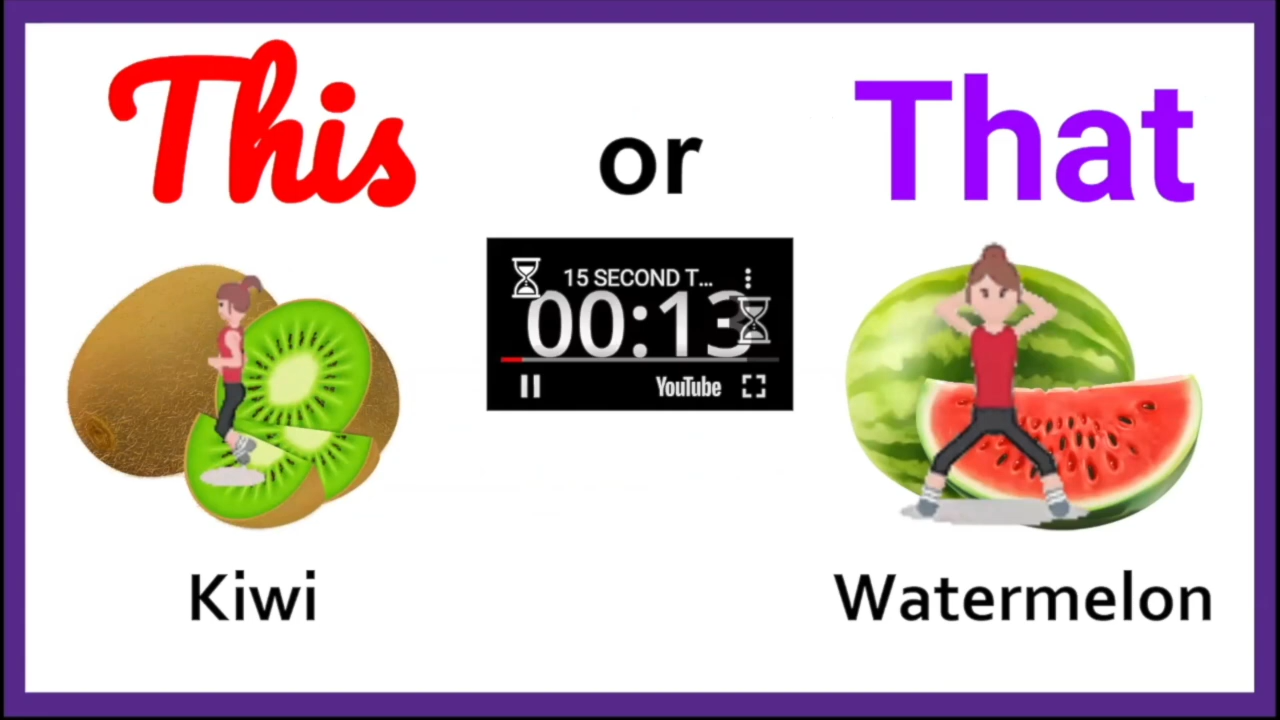 This or That
15 SECOND T...
00:13
YouTube
Kiwi
Watermelon